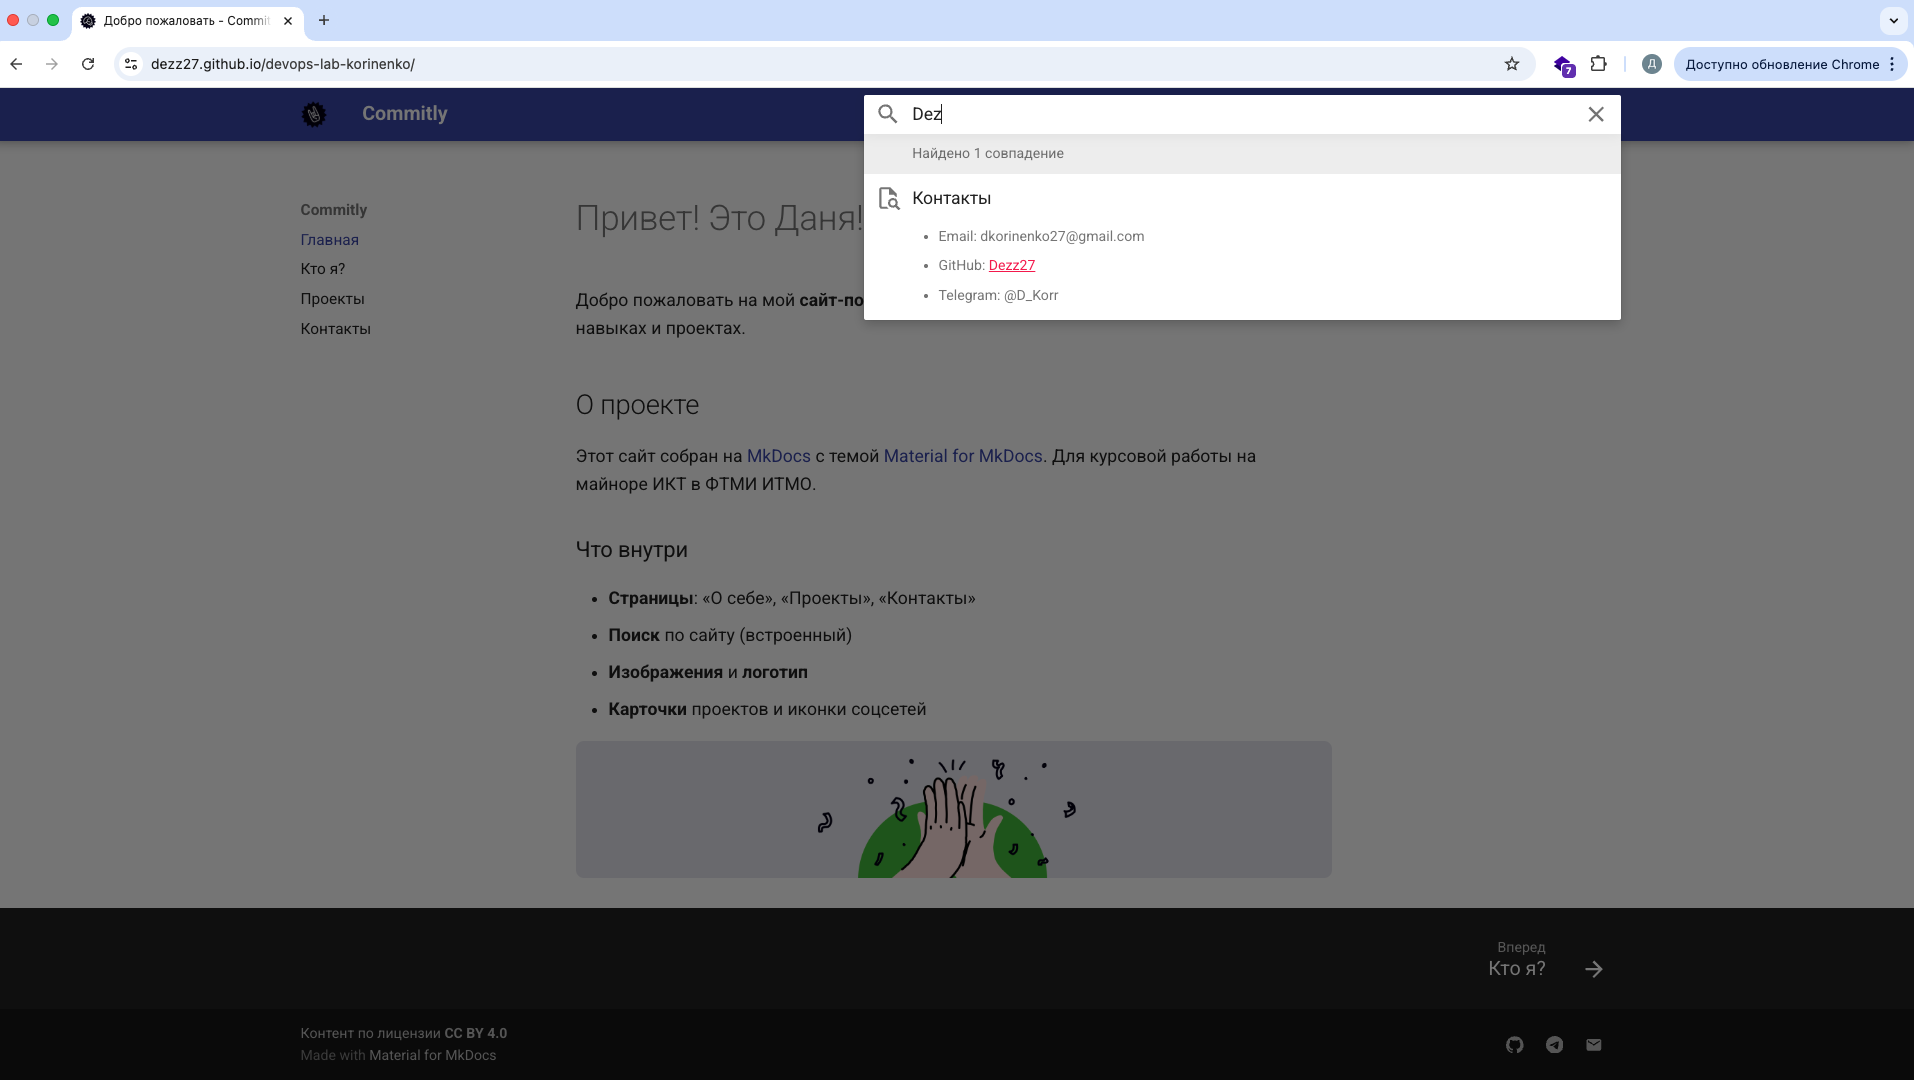 Добро пожаловать - Commit
dezz27.github.io/devops-lab-korinenko/
7
Д
Доступно обновление Chrome
Commitly
Dez
Найдено 1 совпадение
Контакты
Email: dkorinenko27@gmail.com
GitHub: Dezz27
Telegram: @D_Korr
Commitly
Главная
Кто я?
Проекты
Контакты
Привет! Это Даня!
Добро пожаловать на мой сайт-по
навыках и проектах.
О проекте
Этот сайт собран на MkDocs с темой Material for MkDocs. Для курсовой работы на
майноре ИКТ в ФТМИ ИТМО.
Что внутри
Страницы: «О себе», «Проекты», «Контакты»
Поиск по сайту (встроенный)
Изображения и логотип
Карточки проектов и иконки соцсетей
Вперед
Кто я?
Контент по лицензии CC BY 4.0
Made with Material for MkDocs